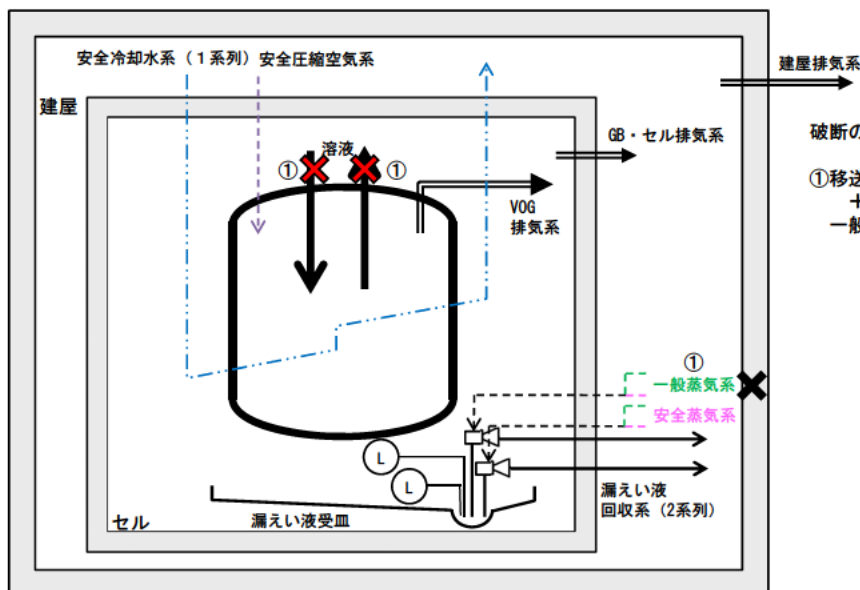 安全冷却水系（１系列）安全圧縮空気系
建屋排気系
建屋
GB・セル排気系
破断の
溶液
①
①
①移送
VOG
排気系
＋
一般
①
一般蒸気系
安全蒸気系
L
L
漏えい液
回収系（2系列）
漏えい液受皿
セル